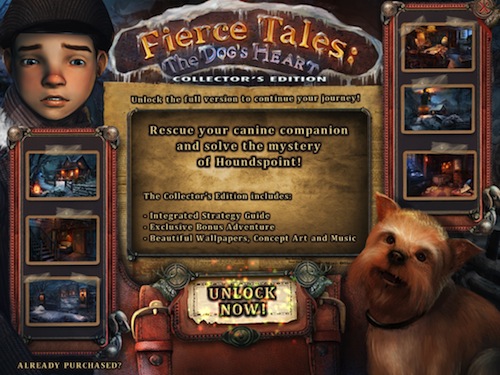 Fierce Tales:
The Dog's Heart
COLLECTOR'S EDITION
Unlock the full version to continue your journey!
Rescue your canine companion
and solve the mystery
of Houndspoint!
The Collector's Edition includes:
- Integrated Strategy Guide
- Exclusive Bonus Adventure
- Beautiful Wallpapers, Concept Art and Music
UNLOCK
NOW!
ALREADY PURCHASED?